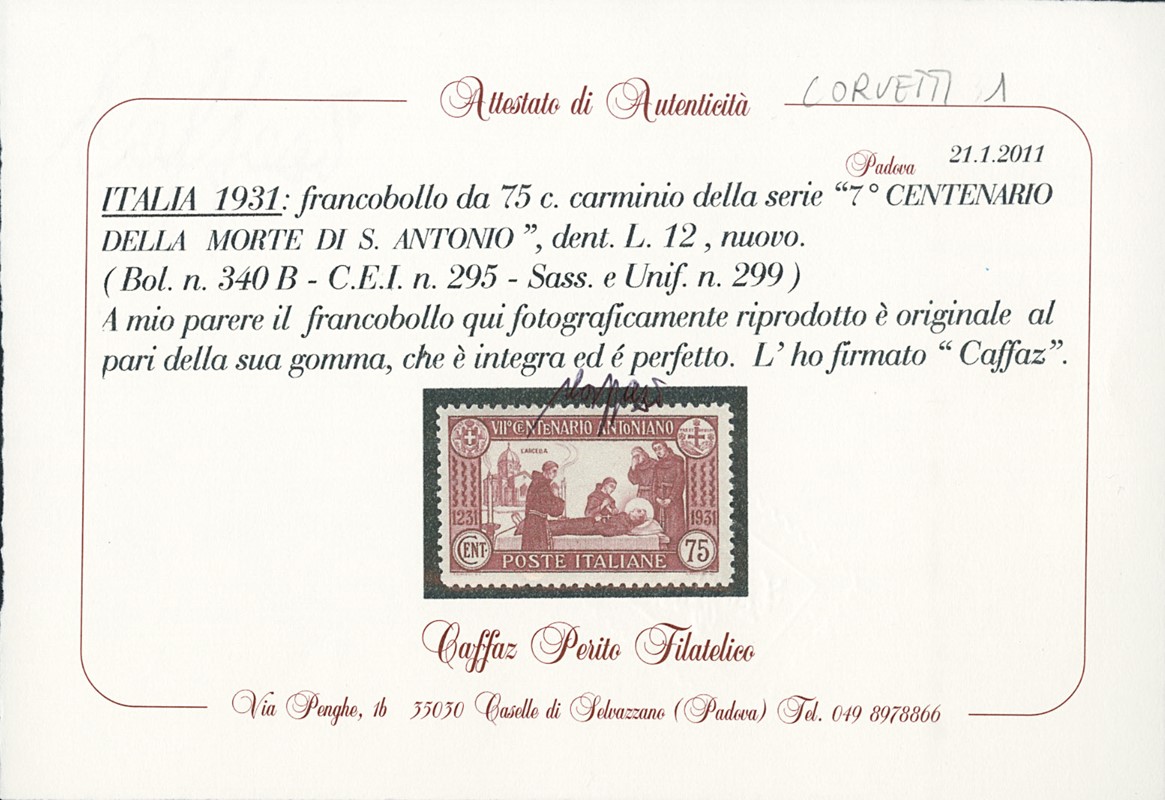 CORVETTI 1
Attestato di Autenticità
Padova 21.1.2011
ITALIA 1931: francobollo da 75 c. carminio della serie “7° CENTENARIO
DELLA MORTE DI S. ANTONIO ”, dent. L. 12 , nuovo.
( Bol. n. 340 B - C.E.I. n. 295 - Sass. e Unif. n. 299 )
A mio parere il francobollo qui fotograficamente riprodotto è originale al
pari della sua gomma, che è integra ed é perfetto. L’ ho firmato “ Caffaz”.
VII° CENTENARIO ANTONIANO
L'ARCELLA
1231 1931
CENT. 75
POSTE ITALIANE
Caffaz Perito Filatelico
Via Penghe, 1b 35030 Caselle di Selvazzano (Padova) Tel. 049 8978866